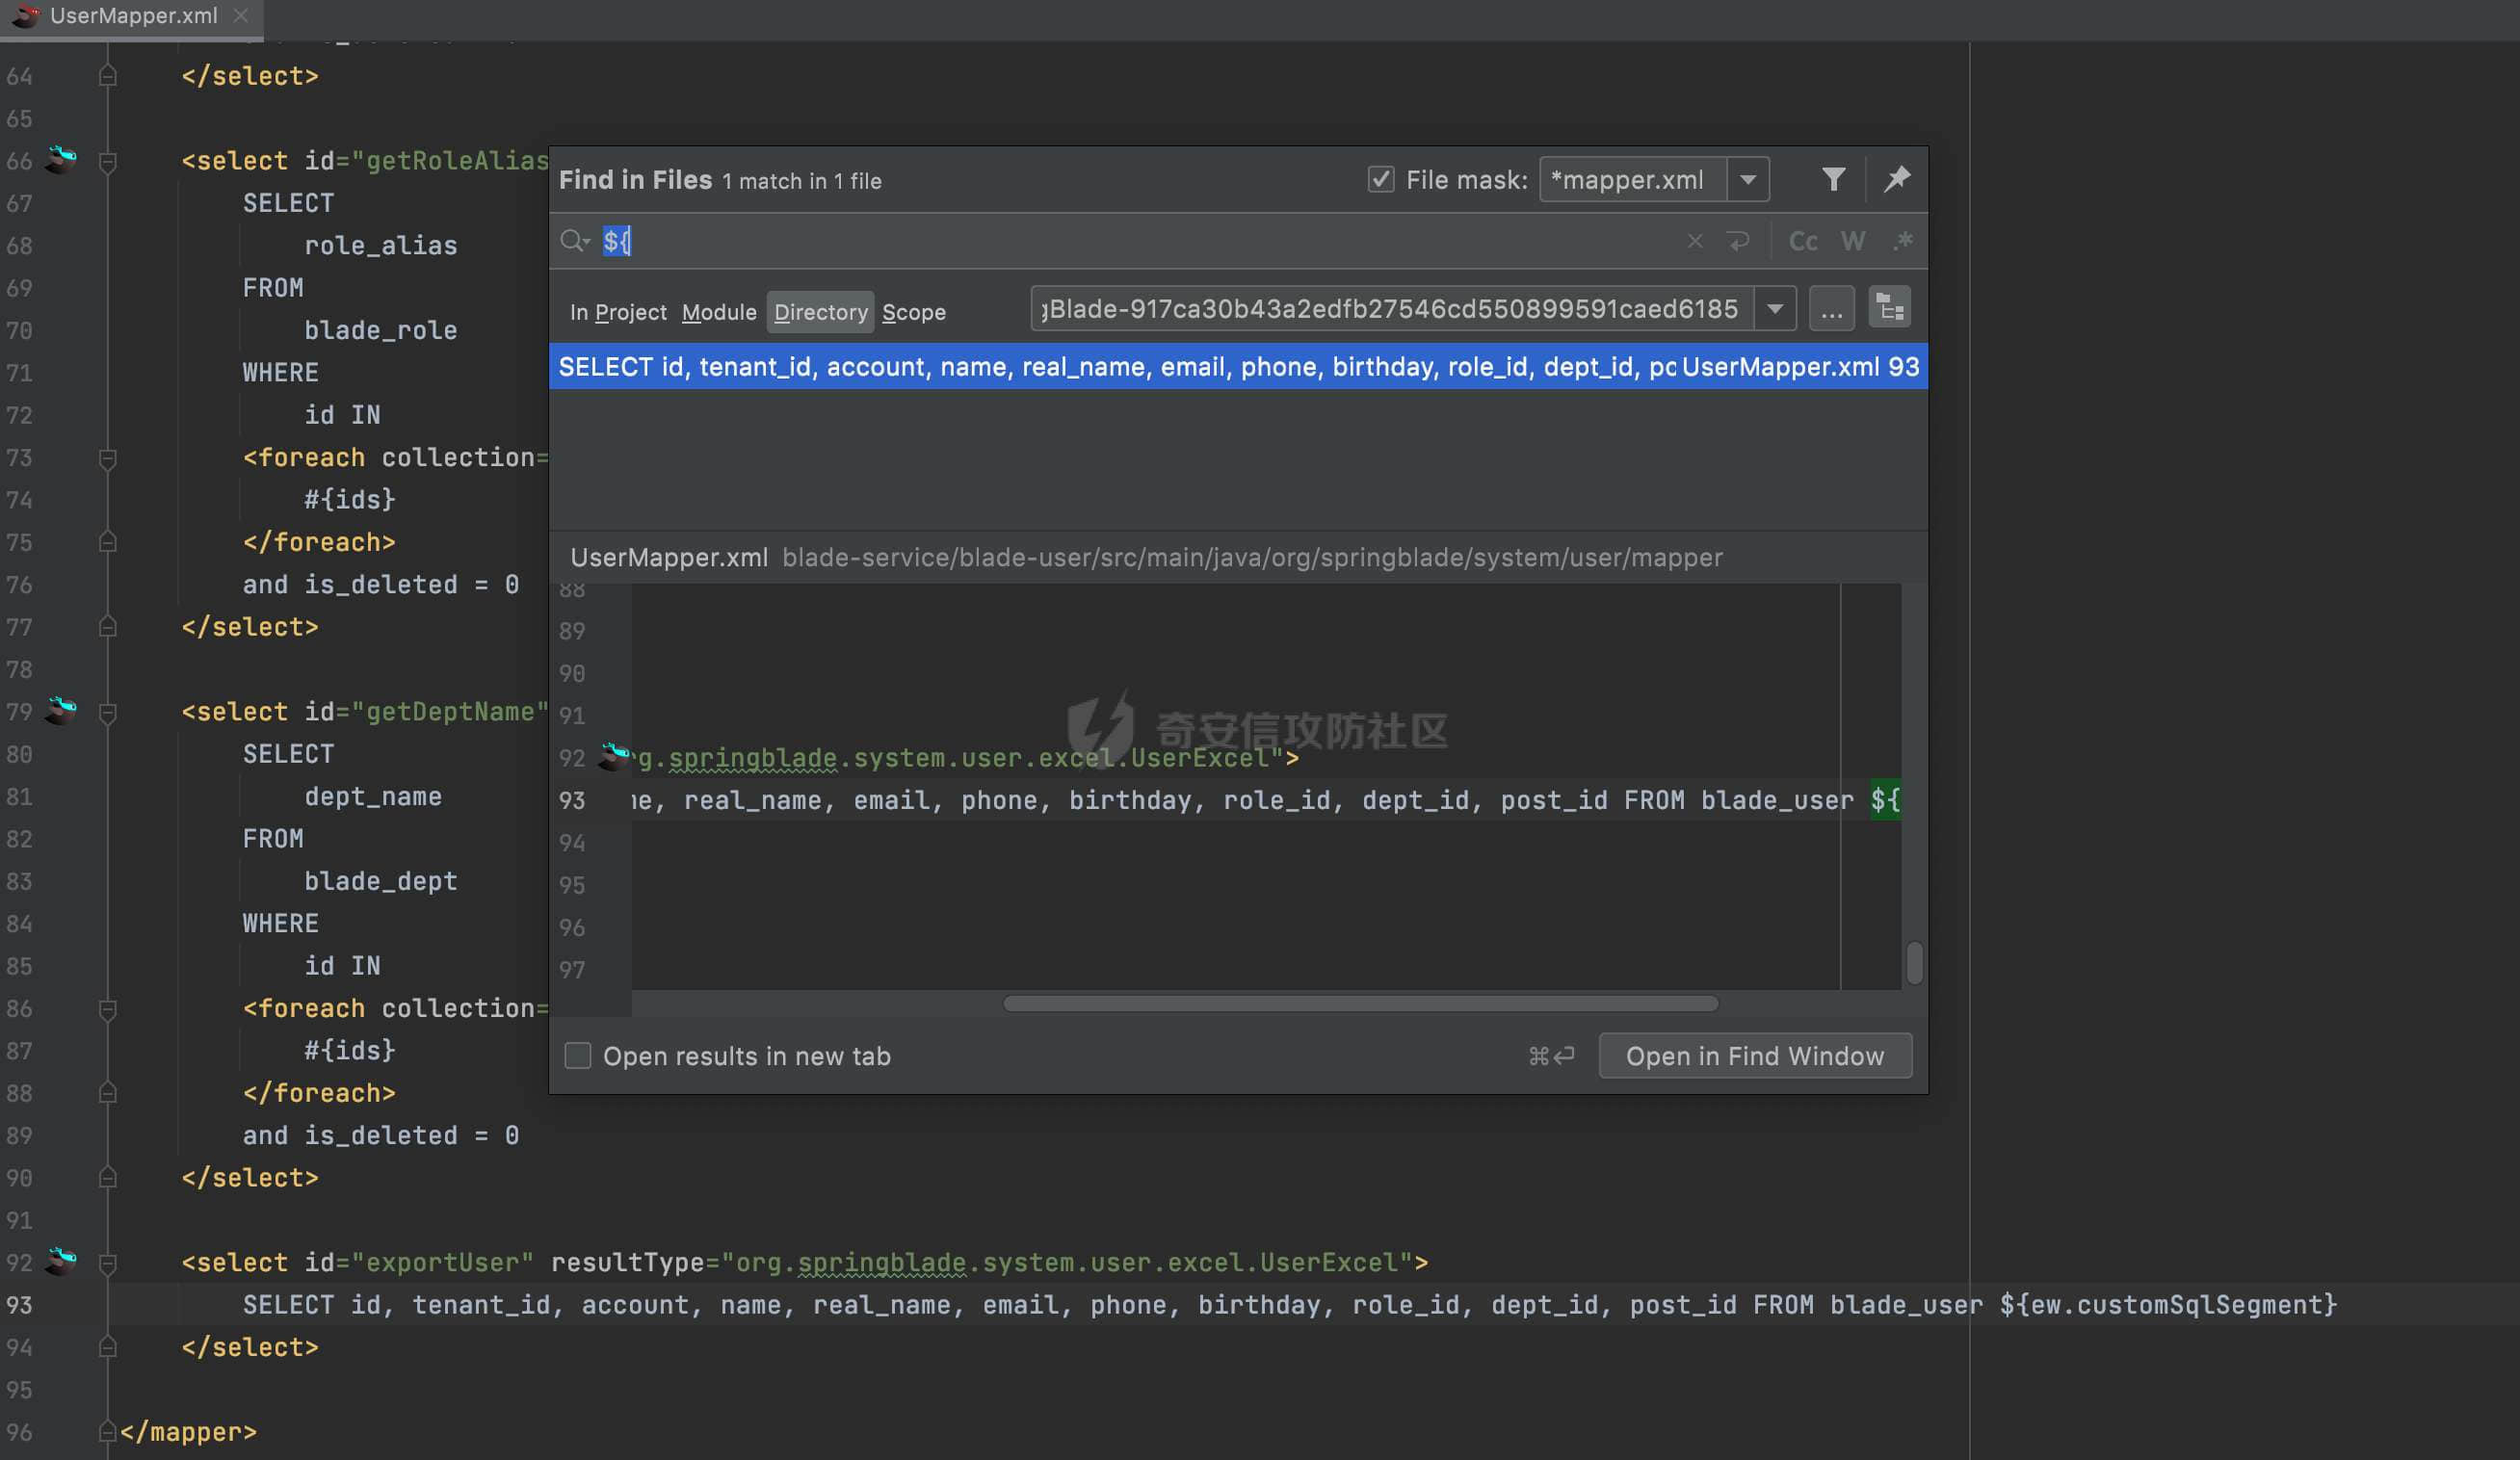 UserMapper.xml
64 </select>
65
66 <select id="getRoleAlias
67 SELECT
68 role_alias
69 FROM
70 blade_role
71 WHERE
72 id IN
73 <foreach collection=
74 #{ids}
75 </foreach>
76 and is_deleted = 0
77 </select>
78
79 <select id="getDeptName"
80 SELECT
81 dept_name
82 FROM
83 blade_dept
84 WHERE
85 id IN
86 <foreach collection=
87 #{ids}
88 </foreach>
89 and is_deleted = 0
90 </select>
91
92 <select id="exportUser" resultType="org.springblade.system.user.excel.UserExcel">
93 SELECT id, tenant_id, account, name, real_name, email, phone, birthday, role_id, dept_id, post_id FROM blade_user ${ew.customSqlSegment}
94 </select>
95
96 </mapper>
Find in Files 1 match in 1 file File mask: *mapper.xml
${ Cc W .*
In Project Module Directory Scope gBlade-917ca30b43a2edfb27546cd550899591caed6185 ...
SELECT id, tenant_id, account, name, real_name, email, phone, birthday, role_id, dept_id, pc UserMapper.xml 93
UserMapper.xml blade-service/blade-user/src/main/java/org/springblade/system/user/mapper
88
89
90
91
奇安信攻防社区
92 rg.springblade.system.user.excel.UserExcel">
93 ne, real_name, email, phone, birthday, role_id, dept_id, post_id FROM blade_user ${
94
95
96
97
Open results in new tab ⌘↩ Open in Find Window